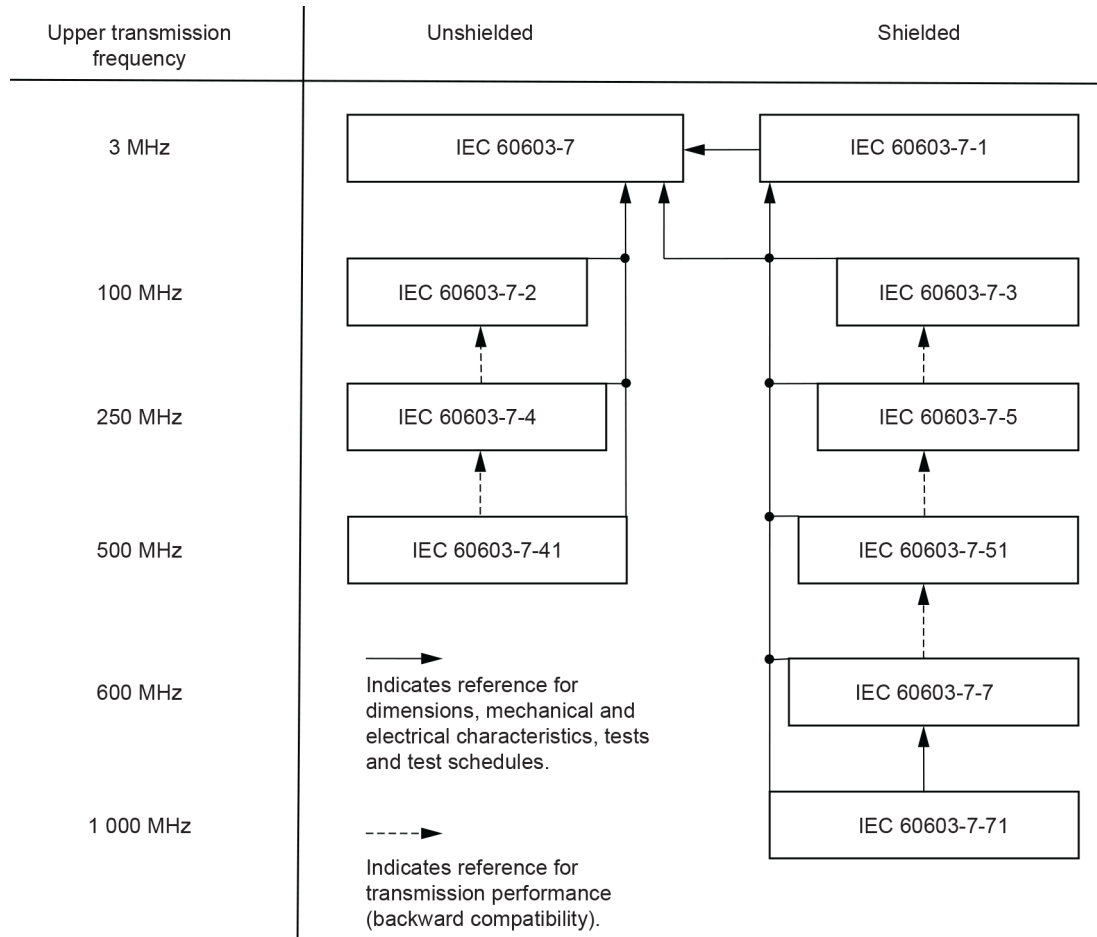 Upper transmission
frequency
Unshielded
Shielded
3 MHz
IEC 60603-7
IEC 60603-7-1
100 MHz
IEC 60603-7-2
IEC 60603-7-3
250 MHz
IEC 60603-7-4
IEC 60603-7-5
500 MHz
IEC 60603-7-41
IEC 60603-7-51
600 MHz
IEC 60603-7-7
1 000 MHz
IEC 60603-7-71
Indicates reference for
dimensions, mechanical and
electrical characteristics, tests
and test schedules.
Indicates reference for
transmission performance
(backward compatibility).